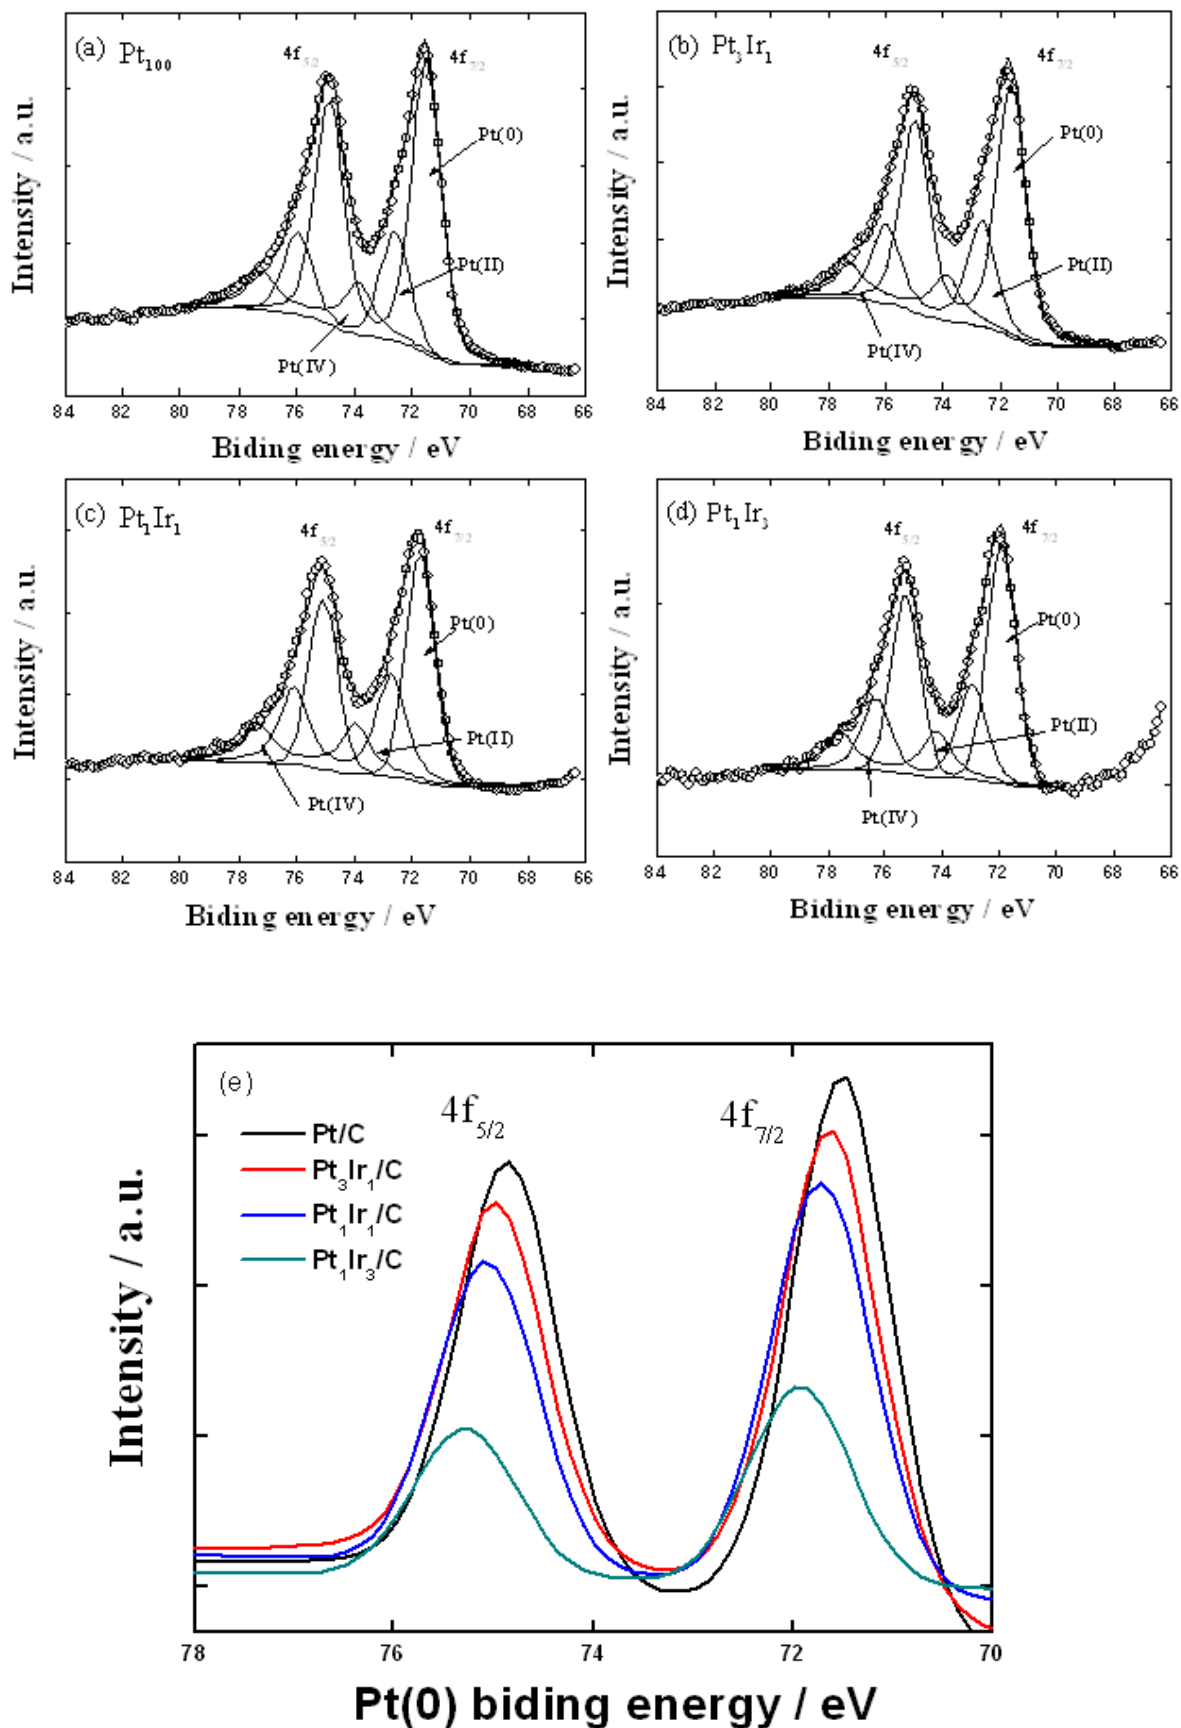 (a) Pt100
4f5/2
4f7/2
Pt(0)
Pt(II)
Pt(IV)
Intensity / a.u.
84 82 80 78 76 74 72 70 68 66
Biding energy / eV
(b) Pt3Ir1
4f5/2
4f7/2
Pt(0)
Pt(II)
Pt(IV)
Intensity / a.u.
84 82 80 78 76 74 72 70 68 66
Biding energy / eV
(c) Pt1Ir1
4f5/2
4f7/2
Pt(0)
Pt(II)
Pt(IV)
Intensity / a.u.
84 82 80 78 76 74 72 70 68 66
Biding energy / eV
(d) Pt1Ir3
4f5/2
4f7/2
Pt(0)
Pt(II)
Pt(IV)
Intensity / a.u.
84 82 80 78 76 74 72 70 68 66
Biding energy / eV
(e)
4f5/2
4f7/2
Pt/C
Pt3Ir1/C
Pt1Ir1/C
Pt1Ir3/C
Intensity / a.u.
78 76 74 72 70
Pt(0) biding energy / eV